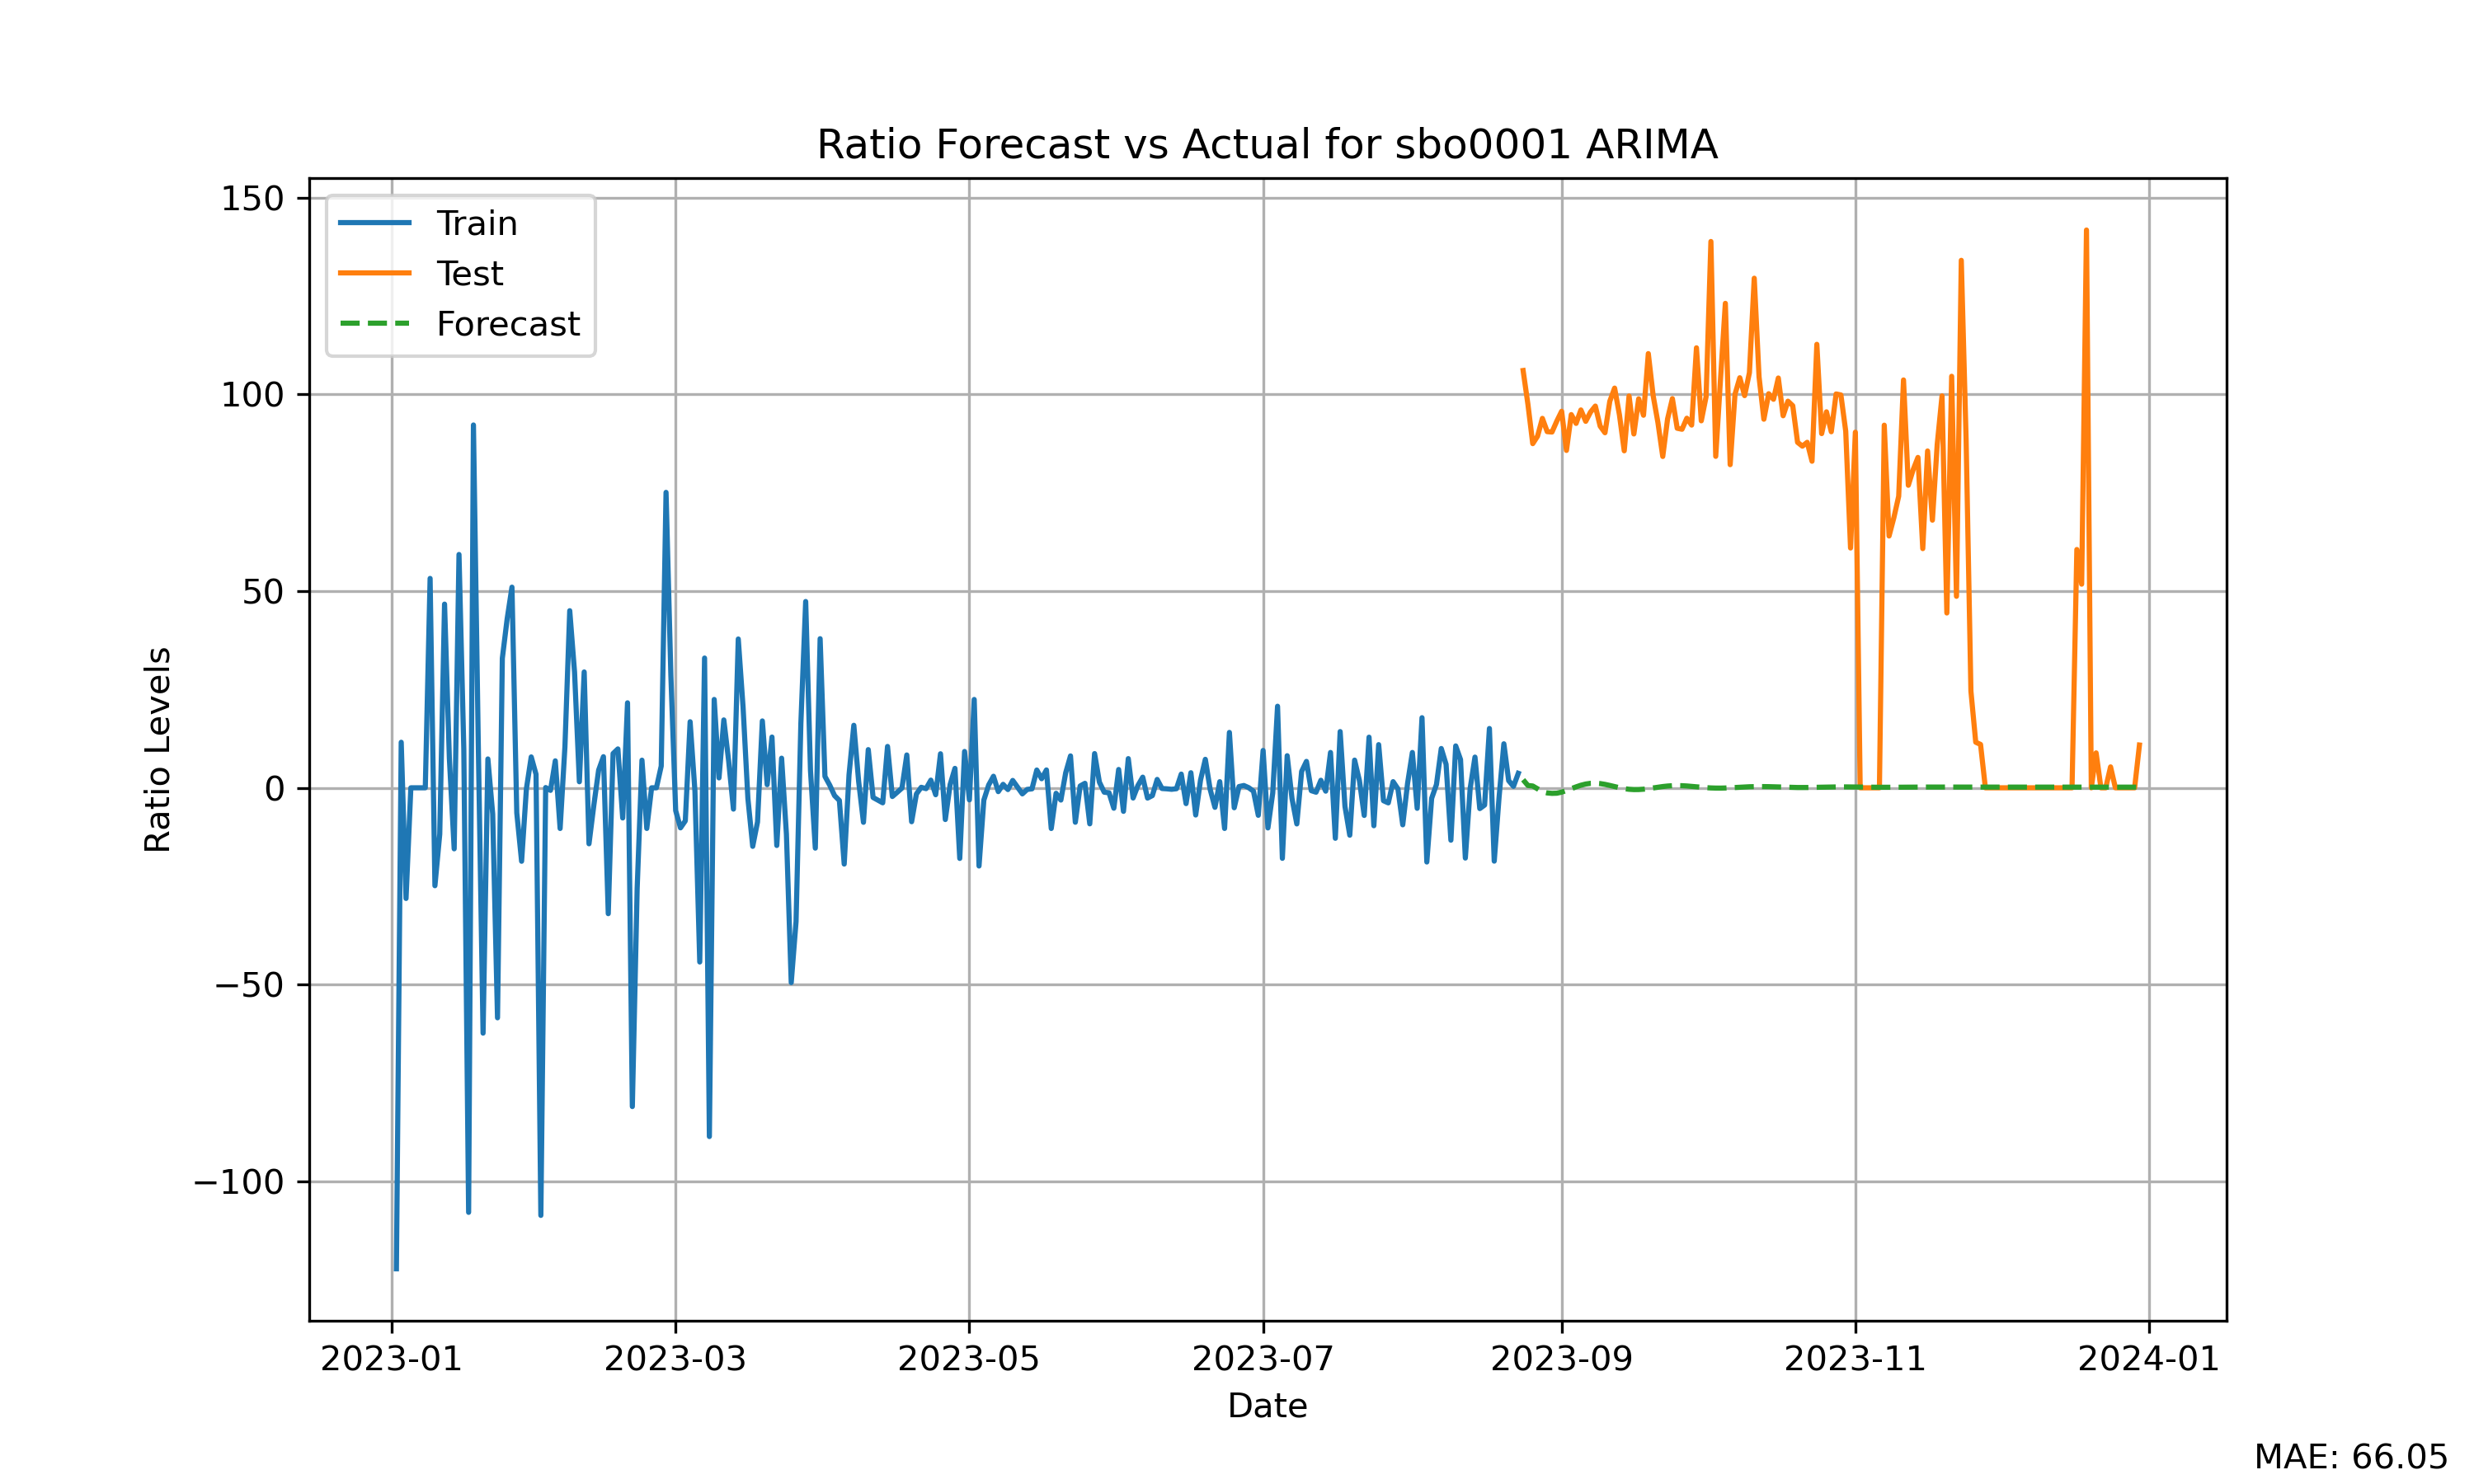 Ratio Forecast vs Actual for sbo0001 ARIMA
Train
Test
Forecast
150
100
50
0
−50
−100
Ratio Levels
2023-01 2023-03 2023-05 2023-07 2023-09 2023-11 2024-01
Date
MAE: 66.05